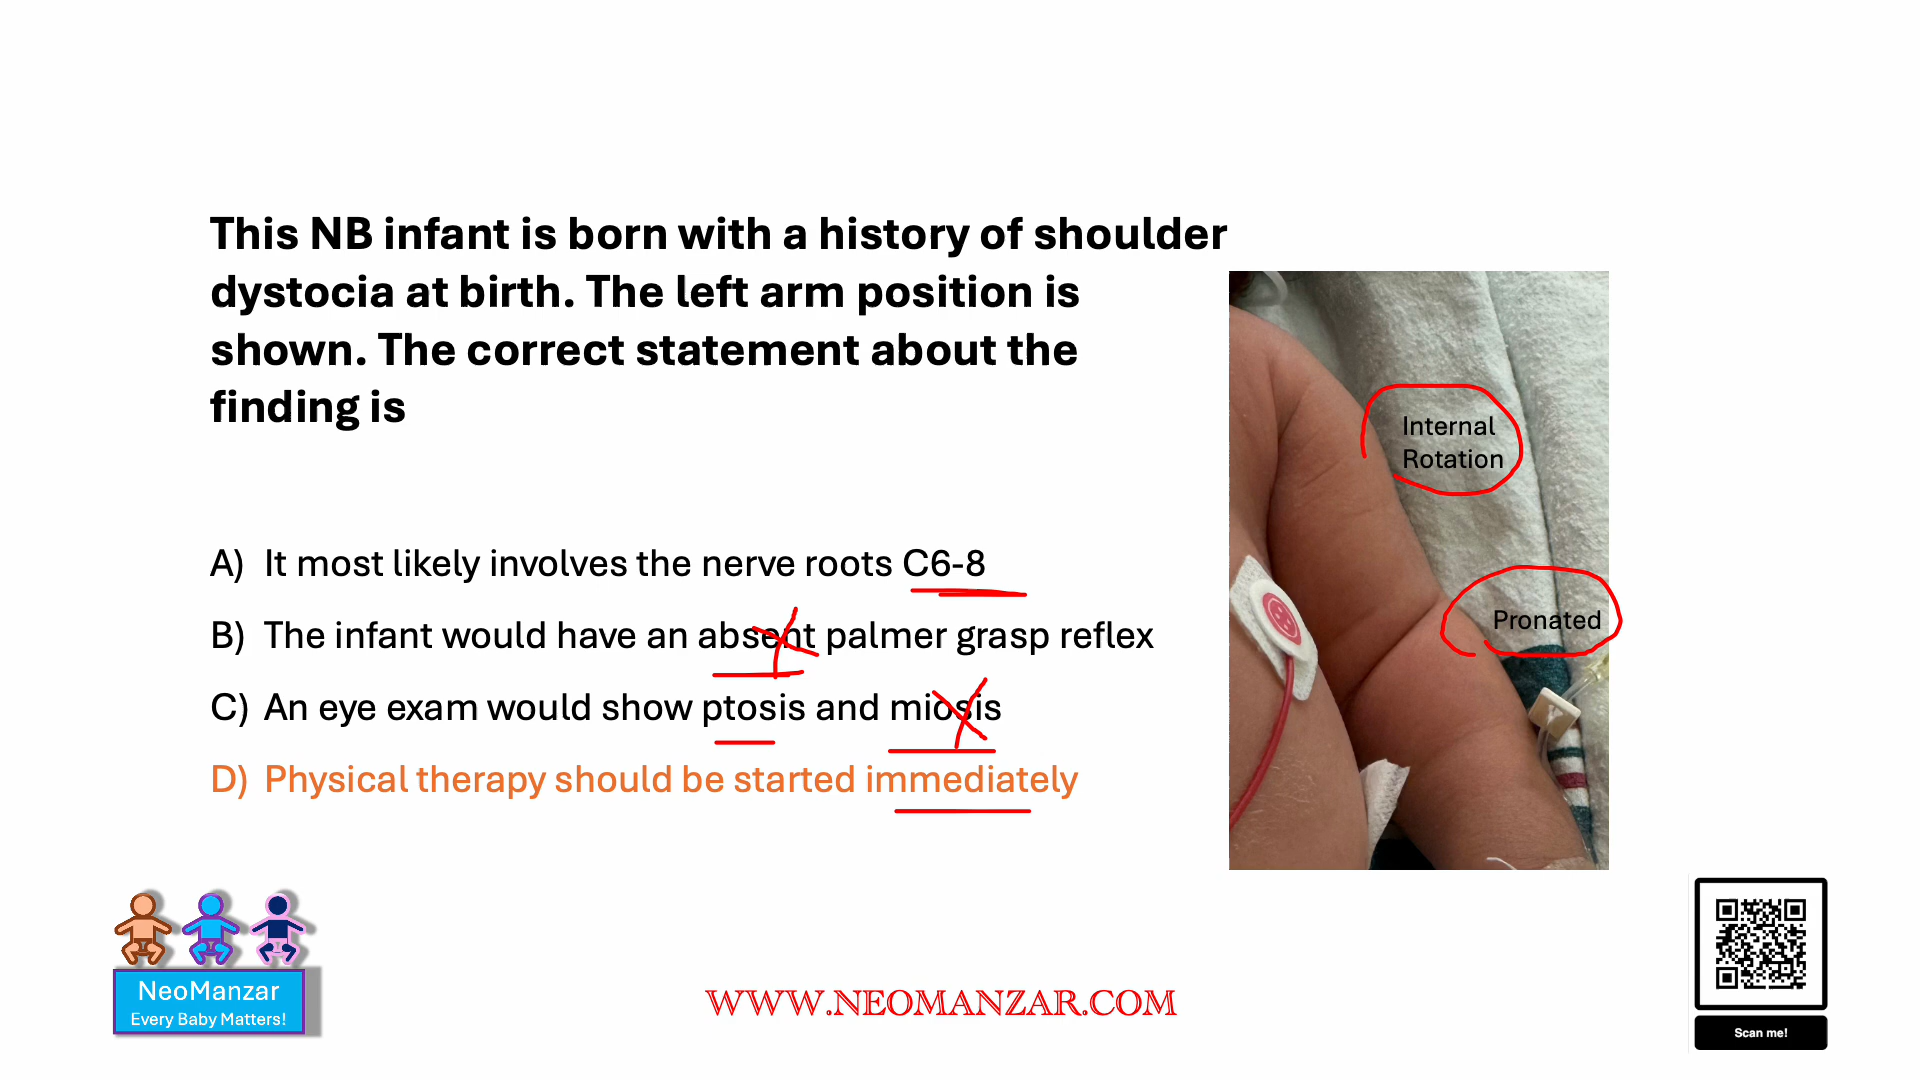 This NB infant is born with a history of shoulder
dystocia at birth. The left arm position is
shown. The correct statement about the
finding is
Internal
Rotation
Pronated
A) It most likely involves the nerve roots C6-8
B) The infant would have an absent palmer grasp reflex
C) An eye exam would show ptosis and miosis
D) Physical therapy should be started immediately
NeoManzar
Every Baby Matters!
WWW.NEOMANZAR.COM
Scan me!